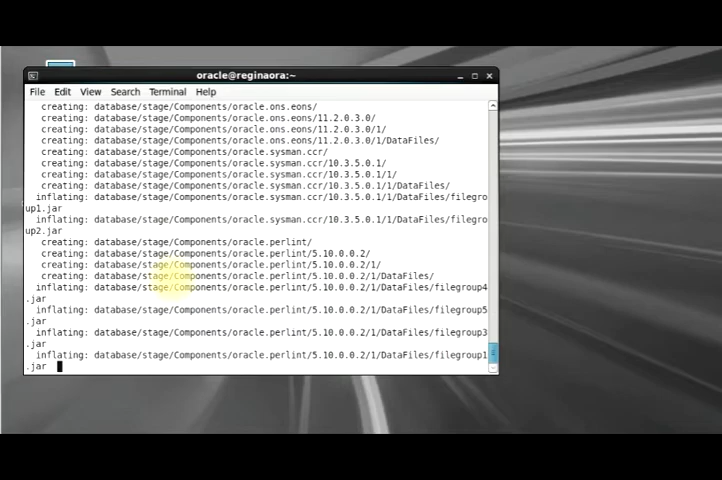 oracle@reginaora:~
File Edit View Search Terminal Help
creating: database/stage/Components/oracle.ons.eons/
creating: database/stage/Components/oracle.ons.eons/11.2.0.3.0/
creating: database/stage/Components/oracle.ons.eons/11.2.0.3.0/1/
creating: database/stage/Components/oracle.ons.eons/11.2.0.3.0/1/DataFiles/
creating: database/stage/Components/oracle.sysman.ccr/
creating: database/stage/Components/oracle.sysman.ccr/10.3.5.0.1/
creating: database/stage/Components/oracle.sysman.ccr/10.3.5.0.1/1/
creating: database/stage/Components/oracle.sysman.ccr/10.3.5.0.1/1/DataFiles/
inflating: database/stage/Components/oracle.sysman.ccr/10.3.5.0.1/1/DataFiles/filegro
up1.jar
inflating: database/stage/Components/oracle.sysman.ccr/10.3.5.0.1/1/DataFiles/filegro
up2.jar
creating: database/stage/Components/oracle.perlint/
creating: database/stage/Components/oracle.perlint/5.10.0.0.2/
creating: database/stage/Components/oracle.perlint/5.10.0.0.2/1/
creating: database/stage/Components/oracle.perlint/5.10.0.0.2/1/DataFiles/
inflating: database/stage/Components/oracle.perlint/5.10.0.0.2/1/DataFiles/filegroup4
.jar
inflating: database/stage/Components/oracle.perlint/5.10.0.0.2/1/DataFiles/filegroup5
.jar
inflating: database/stage/Components/oracle.perlint/5.10.0.0.2/1/DataFiles/filegroup3
.jar
inflating: database/stage/Components/oracle.perlint/5.10.0.0.2/1/DataFiles/filegroup1
.jar